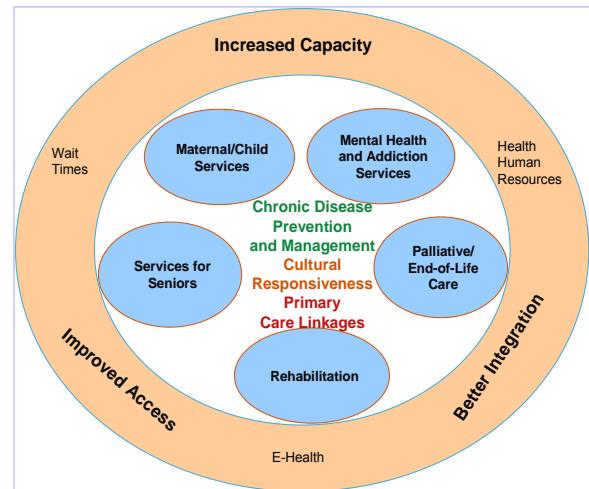 Increased Capacity
Wait
Times
Health
Human
Resources
Maternal/Child
Services
Mental Health
and Addiction
Services
Chronic Disease
Prevention
and Management
Cultural
Responsiveness
Primary
Care Linkages
Services for
Seniors
Palliative/
End-of-Life
Care
Rehabilitation
Improved Access
Better Integration
E-Health